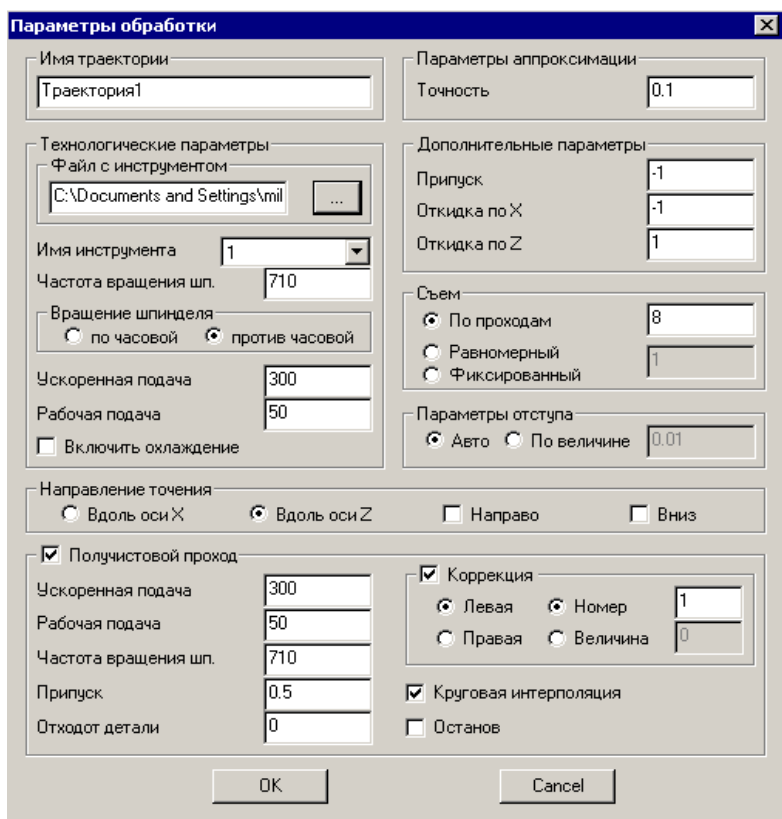 Параметры обработки
Имя траектории
Траектория1
Параметры аппроксимации
Точность 0.1
Технологические параметры
Файл с инструментом
C:\Documents and Settings\mil ...
Имя инструмента 1
Частота вращения шп. 710
Вращение шпинделя
по часовой против часовой
Ускоренная подача 300
Рабочая подача 50
Включить охлаждение
Дополнительные параметры
Припуск -1
Откидка по X -1
Откидка по Z 1
Съем
По проходам 8
Равномерный 1
Фиксированный
Параметры отступа
Авто По величине 0.01
Направление точения
Вдоль оси X Вдоль оси Z Направо Вниз
Получистовой проход
Ускоренная подача 300
Рабочая подача 50
Частота вращения шп. 710
Припуск 0.5
Отходот детали 0
Коррекция
Левая Номер 1
Правая Величина 0
Круговая интерполяция
Останов
OK Cancel